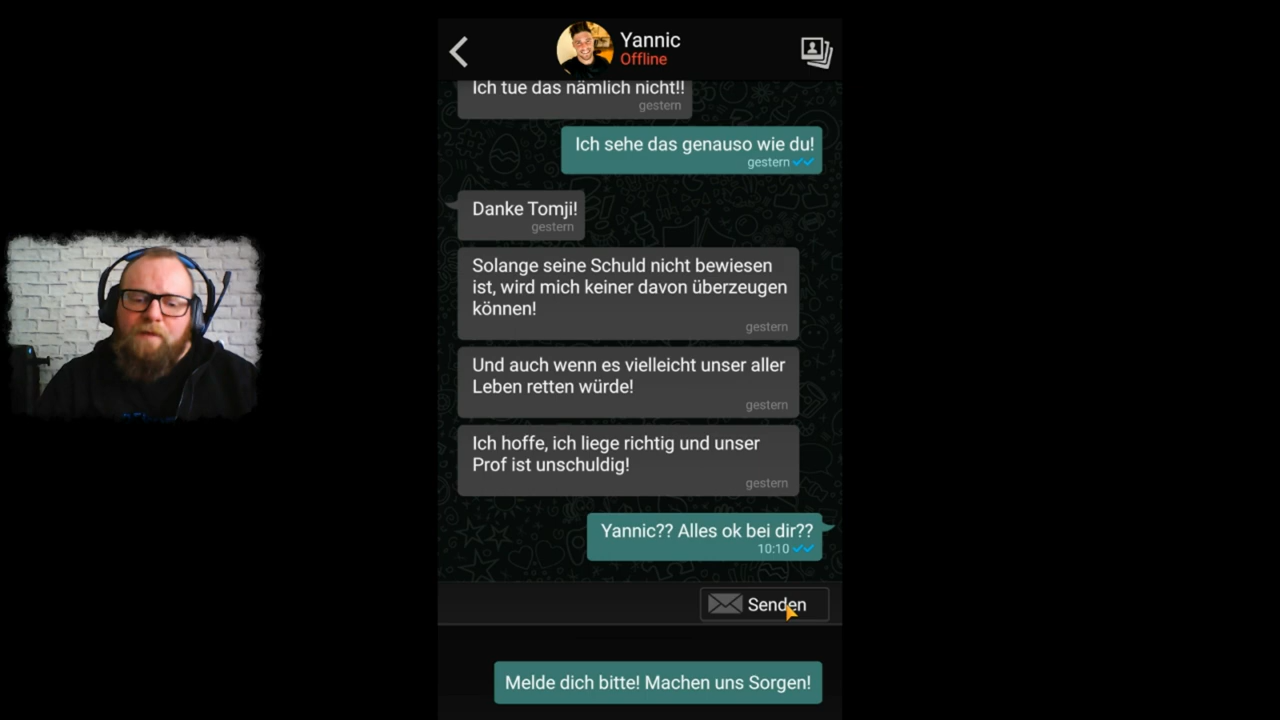 Yannic
Offline
Ich tue das nämlich nicht!!
gestern
Ich sehe das genauso wie du!
gestern
Danke Tomji!
gestern
Solange seine Schuld nicht bewiesen
ist, wird mich keiner davon überzeugen
können!
gestern
Und auch wenn es vielleicht unser aller
Leben retten würde!
gestern
Ich hoffe, ich liege richtig und unser
Prof ist unschuldig!
gestern
Yannic?? Alles ok bei dir??
10:10
Senden
Melde dich bitte! Machen uns Sorgen!